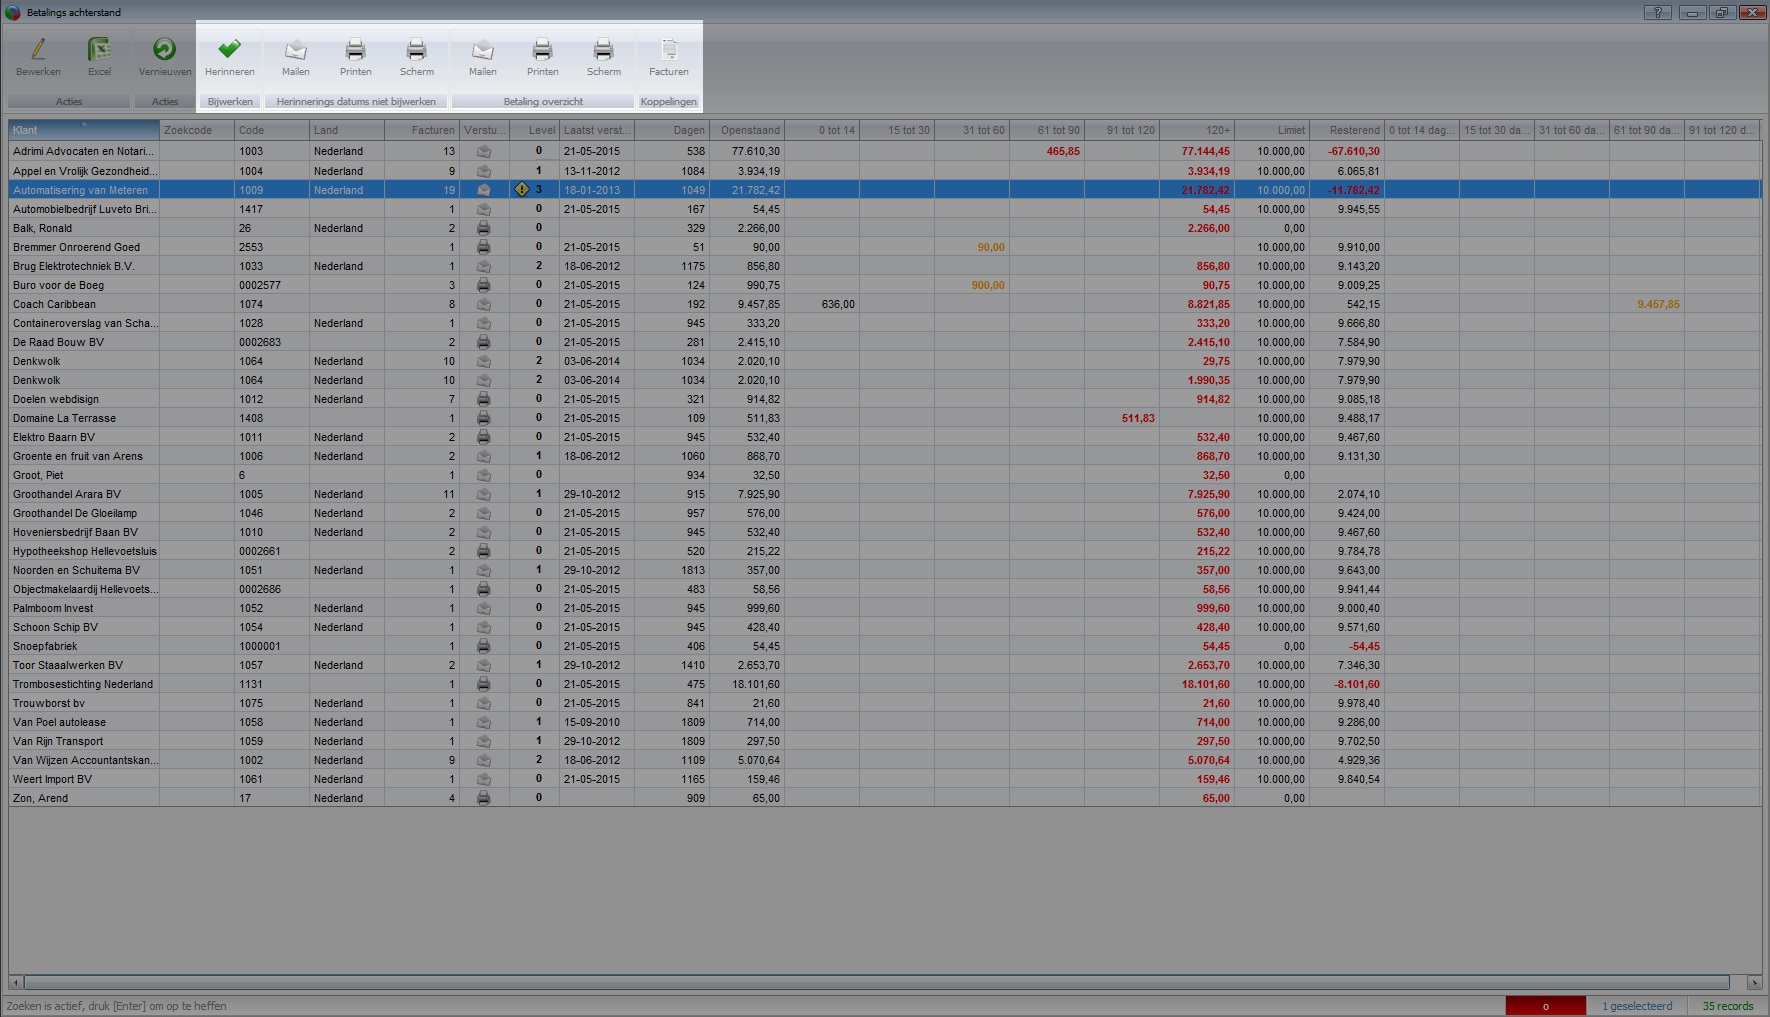 Betalings achterstand
Bewerken Excel Vernieuwen Herinneren Mailen Printen Scherm Mailen Printen Scherm Facturen
Acties Acties Bijwerken Herinnerings datums niet bijwerken Betaling overzicht Koppelingen
Klant Zoekcode Code Land Facturen Verstu... Level Laatst verst... Dagen Openstaand 0 tot 14 15 tot 30 31 tot 60 61 tot 90 91 tot 120 120+ Limiet Resterend 0 tot 14 dag... 15 tot 30 da... 31 tot 60 da... 61 tot 90 da... 91 tot 120 d...
Adrimi Advocaten en Notari... 1003 Nederland 13 0 21-05-2015 538 77.610,30 465,85 77.144,45 10.000,00 -67.610,30
Appel en Vrolijk Gezondheid... 1004 Nederland 9 1 13-11-2012 1084 3.934,19 3.934,19 10.000,00 6.065,81
Automatisering van Meteren 1009 Nederland 19 3 18-01-2013 1049 21.782,42 21.782,42 10.000,00 -11.782,42
Automobielbedrijf Luveto Bri... 1417 1 0 21-05-2015 167 54,45 54,45 10.000,00 9.945,55
Balk, Ronald 26 Nederland 2 0 329 2.266,00 2.266,00 0,00
Bremmer Onroerend Goed 2553 1 0 21-05-2015 51 90,00 90,00 10.000,00 9.910,00
Brug Elektrotechniek B.V. 1033 Nederland 1 2 18-06-2012 1175 856,80 856,80 10.000,00 9.143,20
Buro voor de Boeg 0002577 3 0 21-05-2015 124 990,75 900,00 90,75 10.000,00 9.009,25
Coach Caribbean 1074 8 0 21-05-2015 192 9.457,85 636,00 8.821,85 10.000,00 542,15 9.457,85
Containeroverslag van Scha... 1028 Nederland 1 0 21-05-2015 945 333,20 333,20 10.000,00 9.666,80
De Raad Bouw BV 0002683 2 0 21-05-2015 281 2.415,10 2.415,10 10.000,00 7.584,90
Denkwolk 1064 Nederland 10 2 03-06-2014 1034 2.020,10 29,75 10.000,00 7.979,90
Denkwolk 1064 Nederland 10 2 03-06-2014 1034 2.020,10 1.990,35 10.000,00 7.979,90
Doelen webdisign 1012 Nederland 7 0 21-05-2015 321 914,82 914,82 10.000,00 9.085,18
Domaine La Terrasse 1408 1 0 21-05-2015 109 511,83 511,83 10.000,00 9.488,17
Elektro Baarn BV 1011 Nederland 2 0 21-05-2015 945 532,40 532,40 10.000,00 9.467,60
Groente en fruit van Arens 1006 Nederland 2 1 18-06-2012 1060 868,70 868,70 10.000,00 9.131,30
Groot, Piet 6 1 0 934 32,50 32,50 0,00
Groothandel Arara BV 1005 Nederland 11 1 29-10-2012 915 7.925,90 7.925,90 10.000,00 2.074,10
Groothandel De Gloeilamp 1046 Nederland 2 0 21-05-2015 957 576,00 576,00 10.000,00 9.424,00
Hoveniersbedrijf Baan BV 1010 Nederland 2 0 21-05-2015 945 532,40 532,40 10.000,00 9.467,60
Hypotheekshop Hellevoetsluis 0002661 2 0 21-05-2015 520 215,22 215,22 10.000,00 9.784,78
Noorden en Schuitema BV 1051 Nederland 1 1 29-10-2012 1813 357,00 357,00 10.000,00 9.643,00
Objectmakelaardij Hellevoets... 0002686 1 0 21-05-2015 483 58,56 58,56 10.000,00 9.941,44
Palmboom Invest 1052 Nederland 1 0 21-05-2015 945 999,60 999,60 10.000,00 9.000,40
Schoon Schip BV 1054 Nederland 1 0 21-05-2015 945 428,40 428,40 10.000,00 9.571,60
Snoepfabriek 1000001 1 0 21-05-2015 406 54,45 54,45 0,00 -54,45
Toor Staaalwerken BV 1057 Nederland 2 1 29-10-2012 1410 2.653,70 2.653,70 10.000,00 7.346,30
Trombosestichting Nederland 1131 1 0 21-05-2015 475 18.101,60 18.101,60 10.000,00 -8.101,60
Trouwborst bv 1075 Nederland 1 0 21-05-2015 841 21,60 21,60 10.000,00 9.978,40
Van Poel autolease 1058 Nederland 1 1 15-09-2010 1809 714,00 714,00 10.000,00 9.286,00
Van Rijn Transport 1059 Nederland 1 1 29-10-2012 1809 297,50 297,50 10.000,00 9.702,50
Van Wijzen Accountantskan... 1002 Nederland 9 2 18-06-2012 1109 5.070,64 5.070,64 10.000,00 4.929,36
Weert Import BV 1061 Nederland 1 0 21-05-2015 1165 159,46 159,46 10.000,00 9.840,54
Zon, Arend 17 Nederland 4 0 909 65,00 65,00 0,00
Zoeken is actief, druk [Enter] om op te heffen 0 1 geselecteerd 35 records